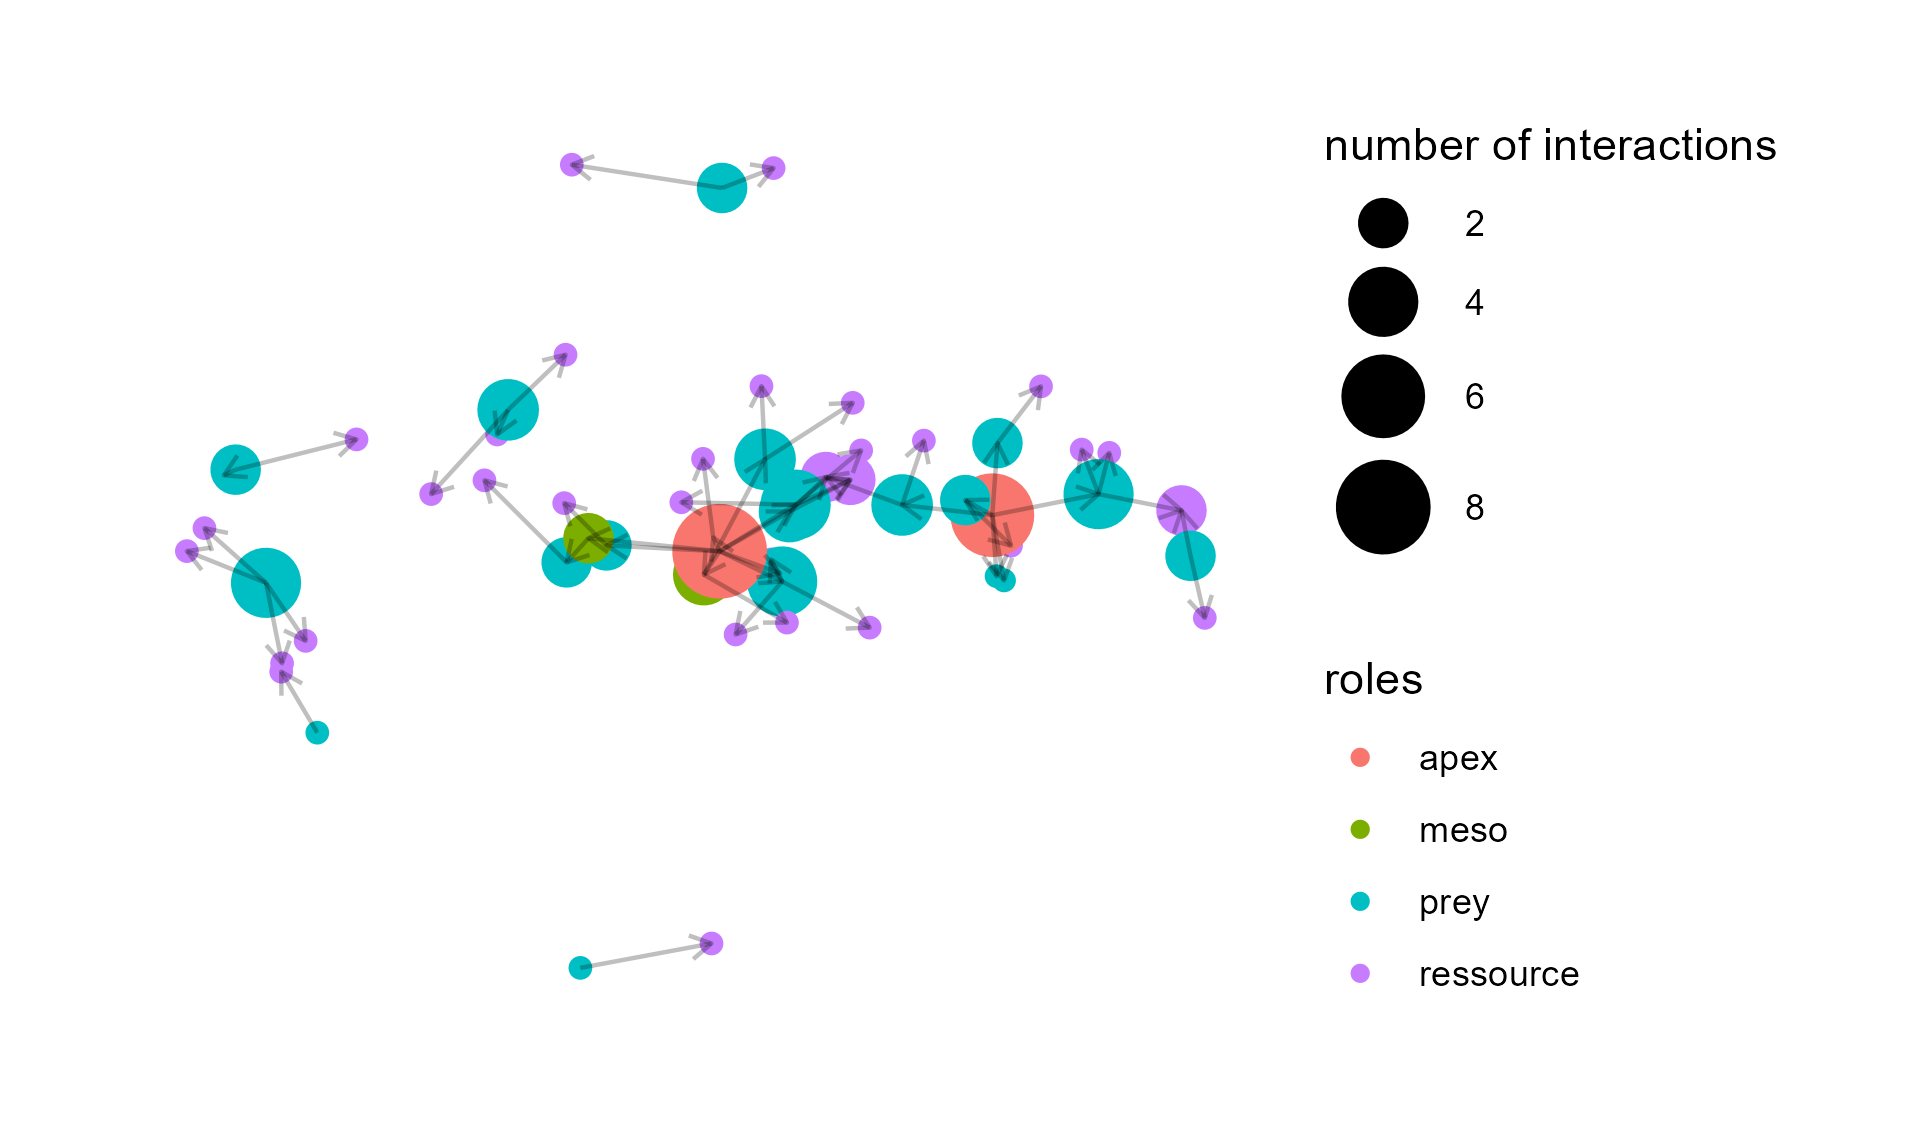 number of interactions
2
4
6
8
roles
apex
meso
prey
ressource